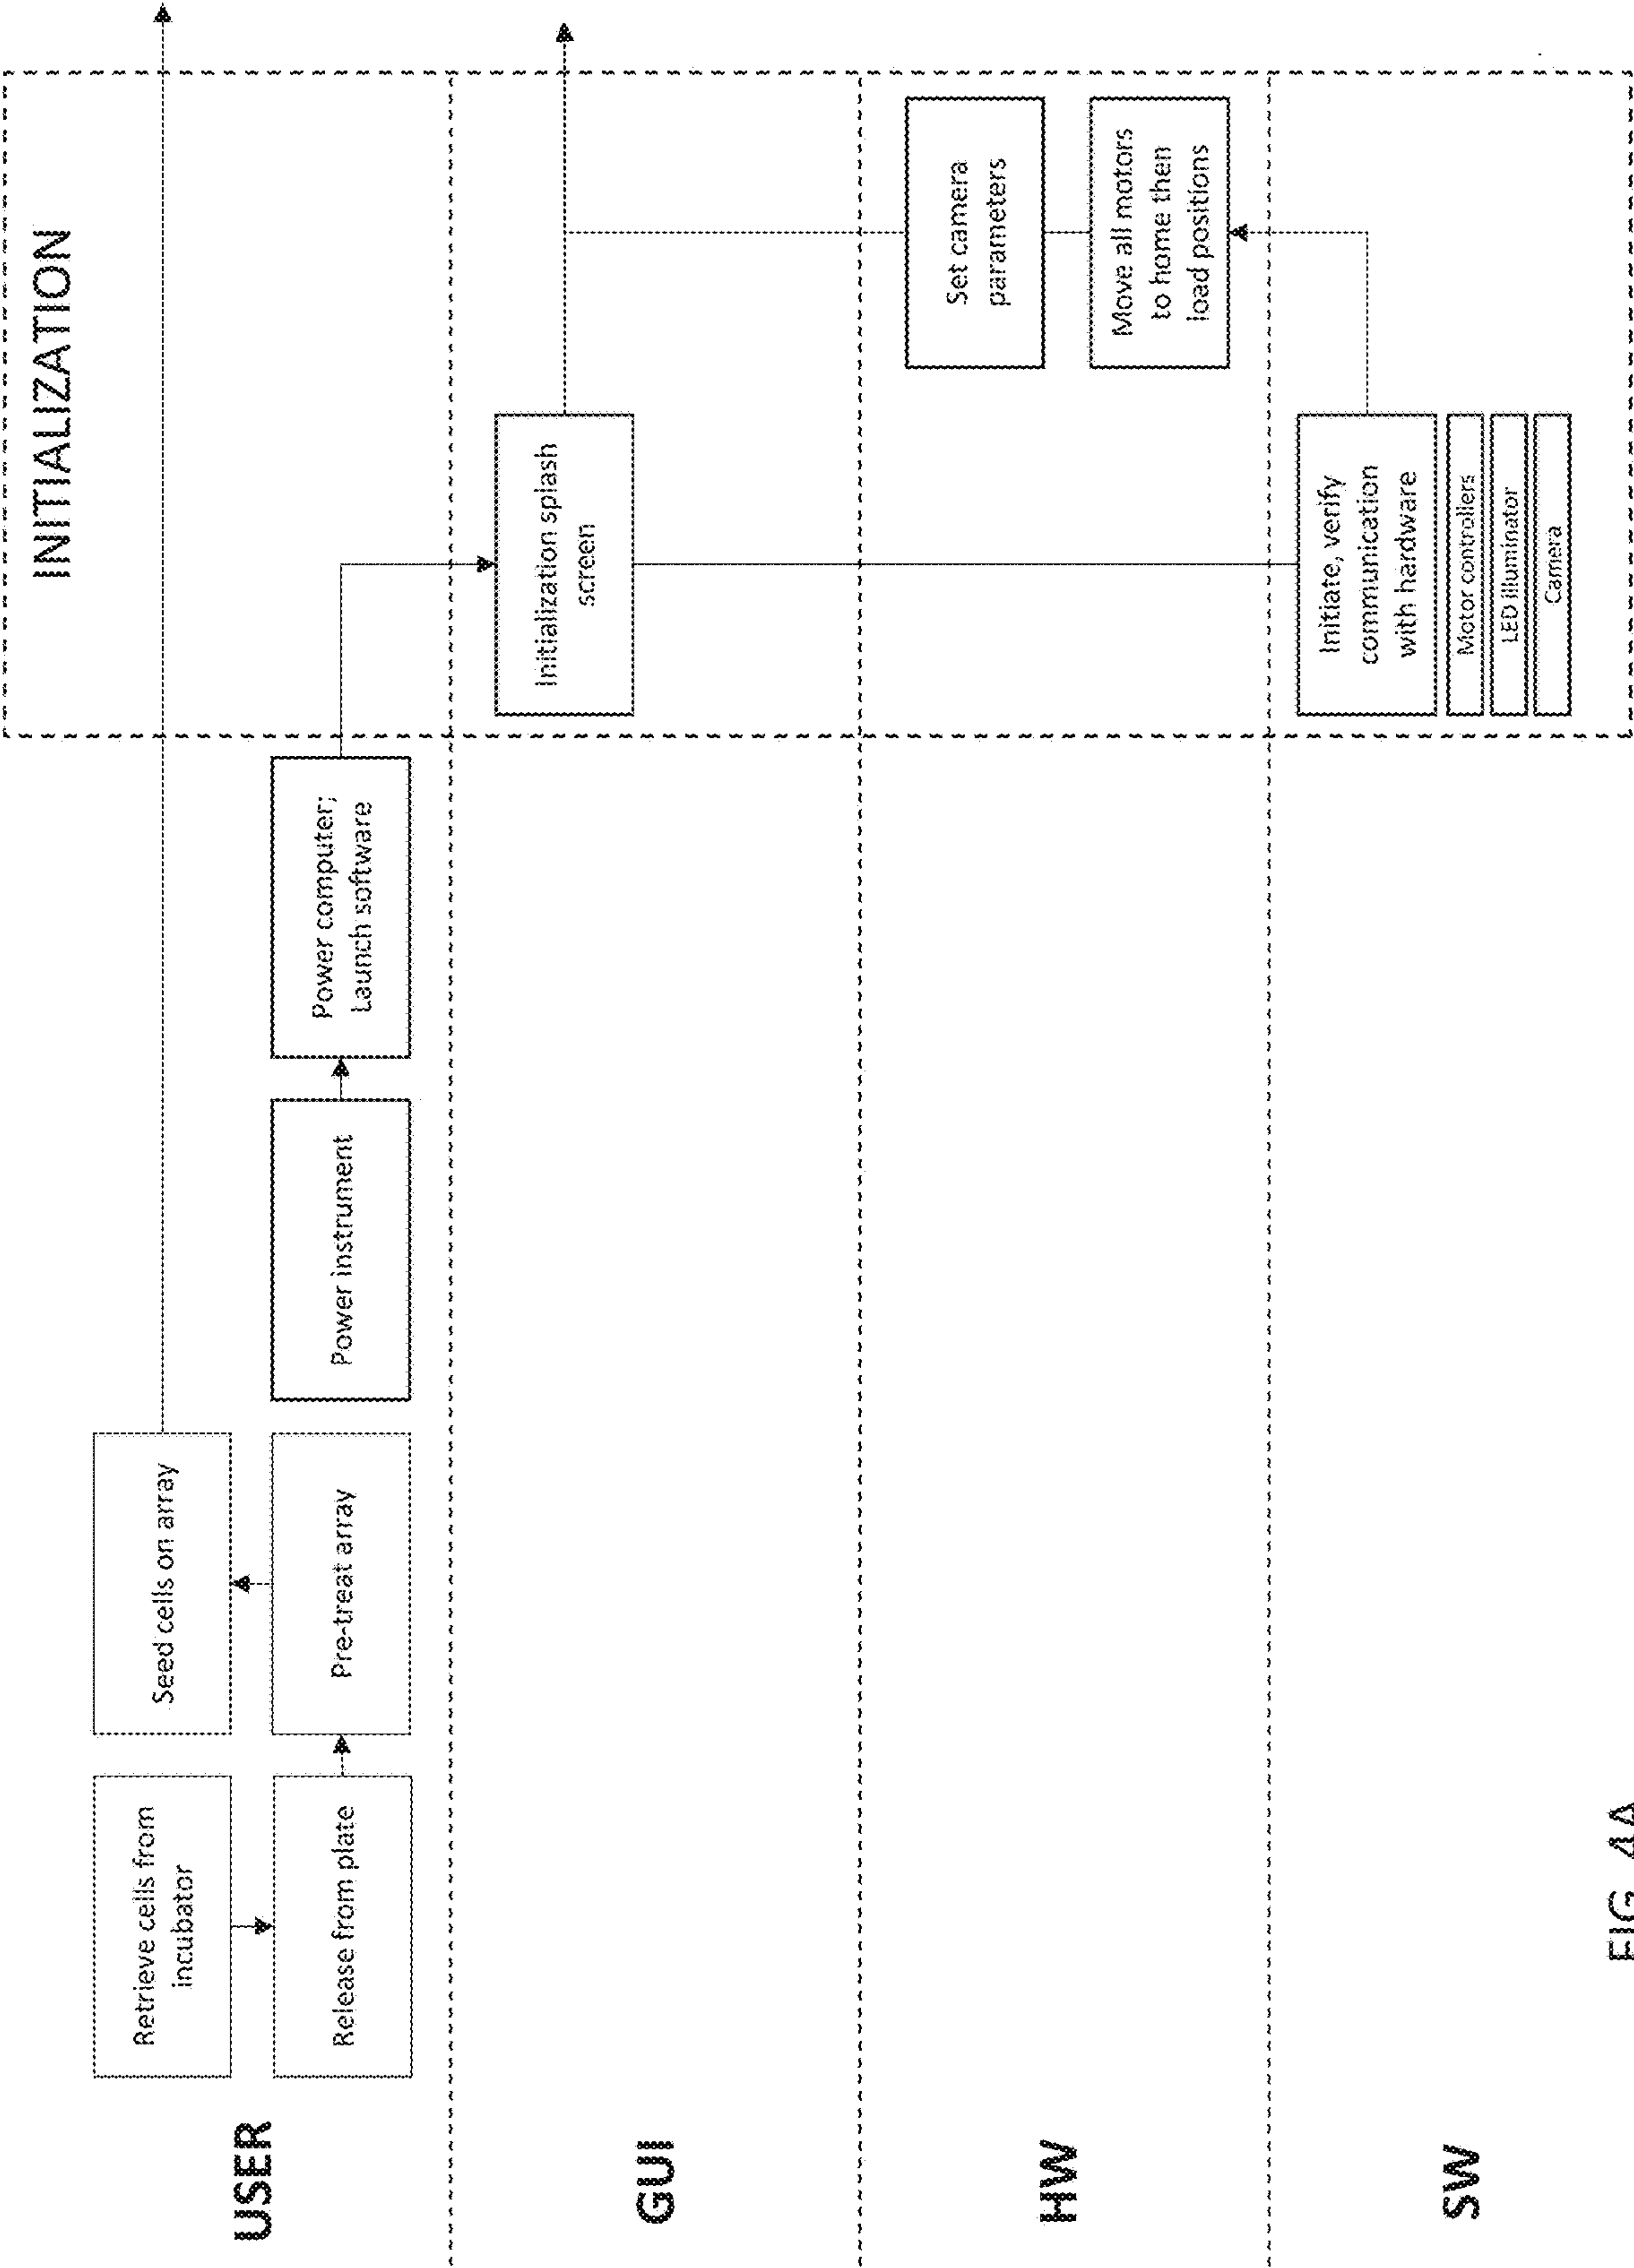 INITIALIZATION
USER
Retrieve cells from
incubator
Release from plate
Seed cells on array
Pre-treat array
Power instrument
Power computer;
Launch software
GUI
Initialization splash
screen
HW
Set camera
parameters
Move all motors
to home then
load positions
SW
Initiate, verify
communication
with hardware
Motor controllers
LED illuminator
Camera
FIG. 4A